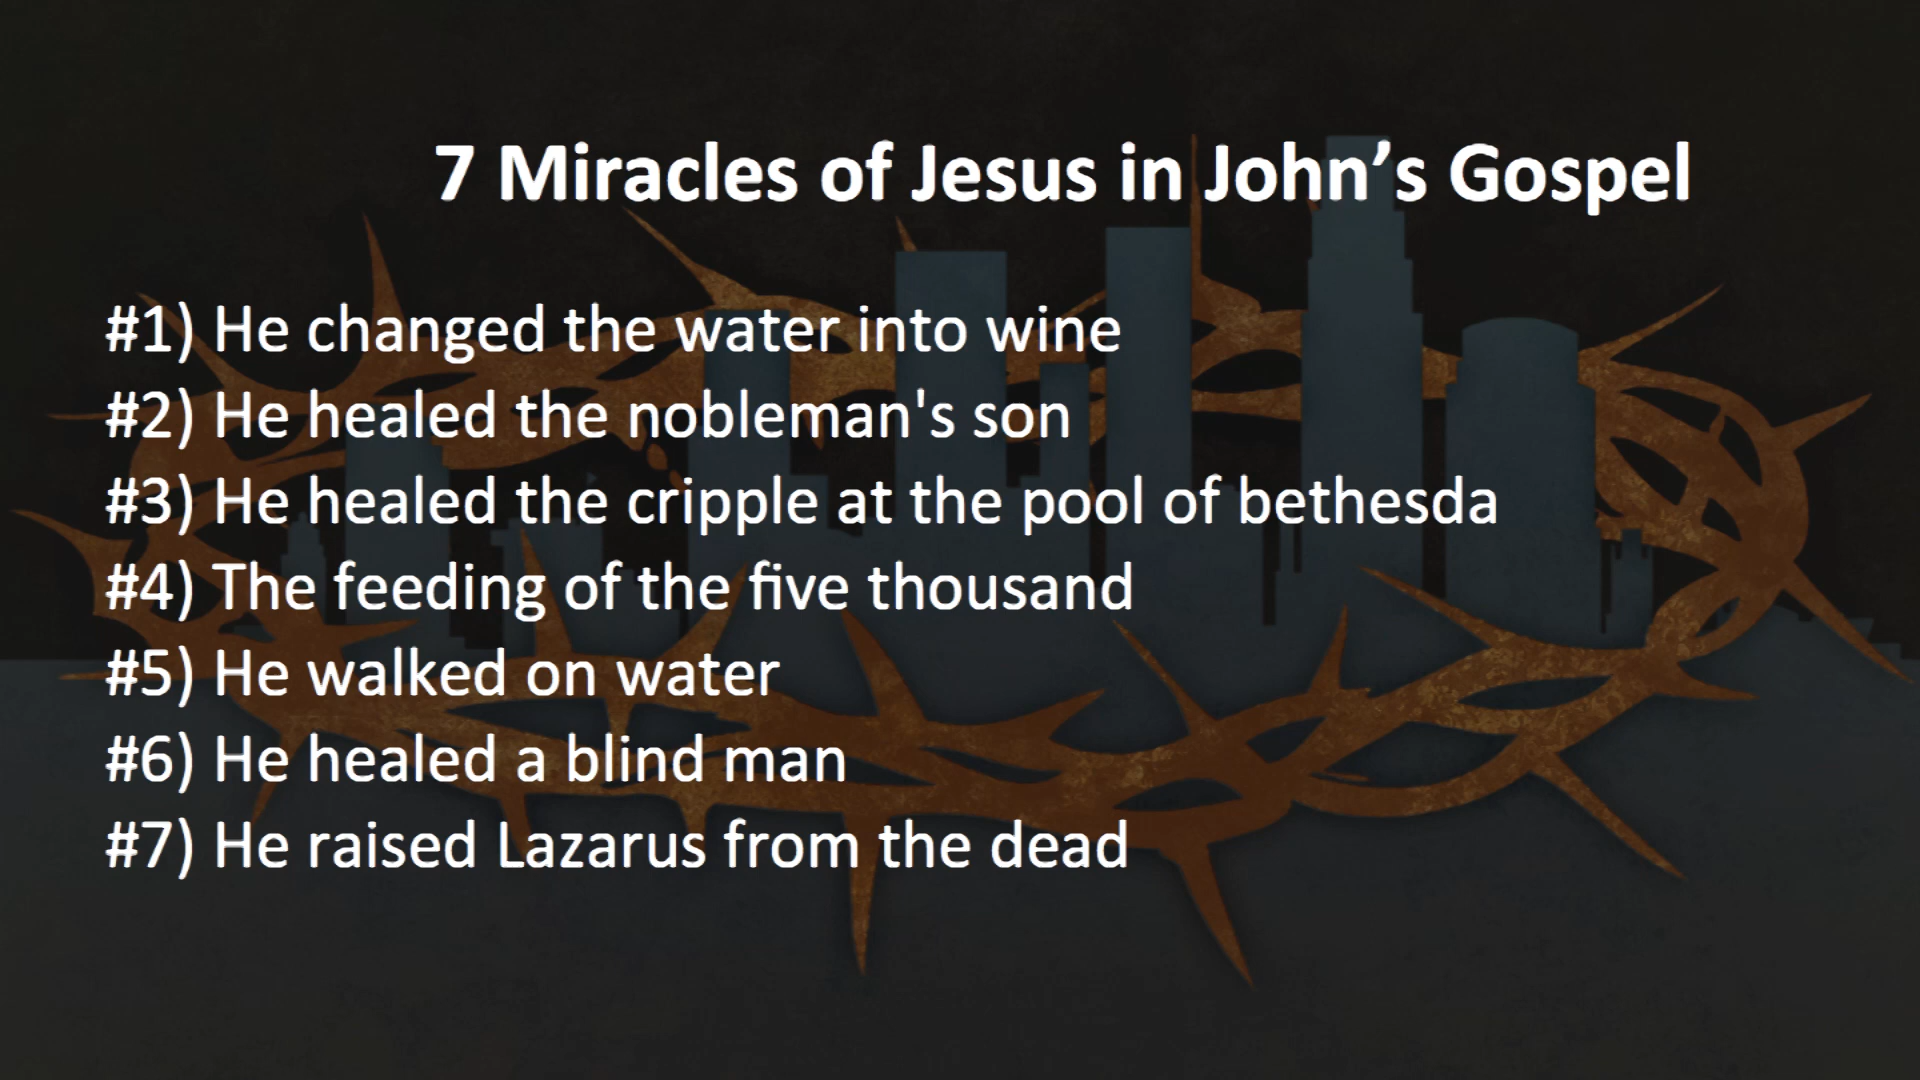 7 Miracles of Jesus in John’s Gospel
#1) He changed the water into wine
#2) He healed the nobleman's son
#3) He healed the cripple at the pool of bethesda
#4) The feeding of the five thousand
#5) He walked on water
#6) He healed a blind man
#7) He raised Lazarus from the dead